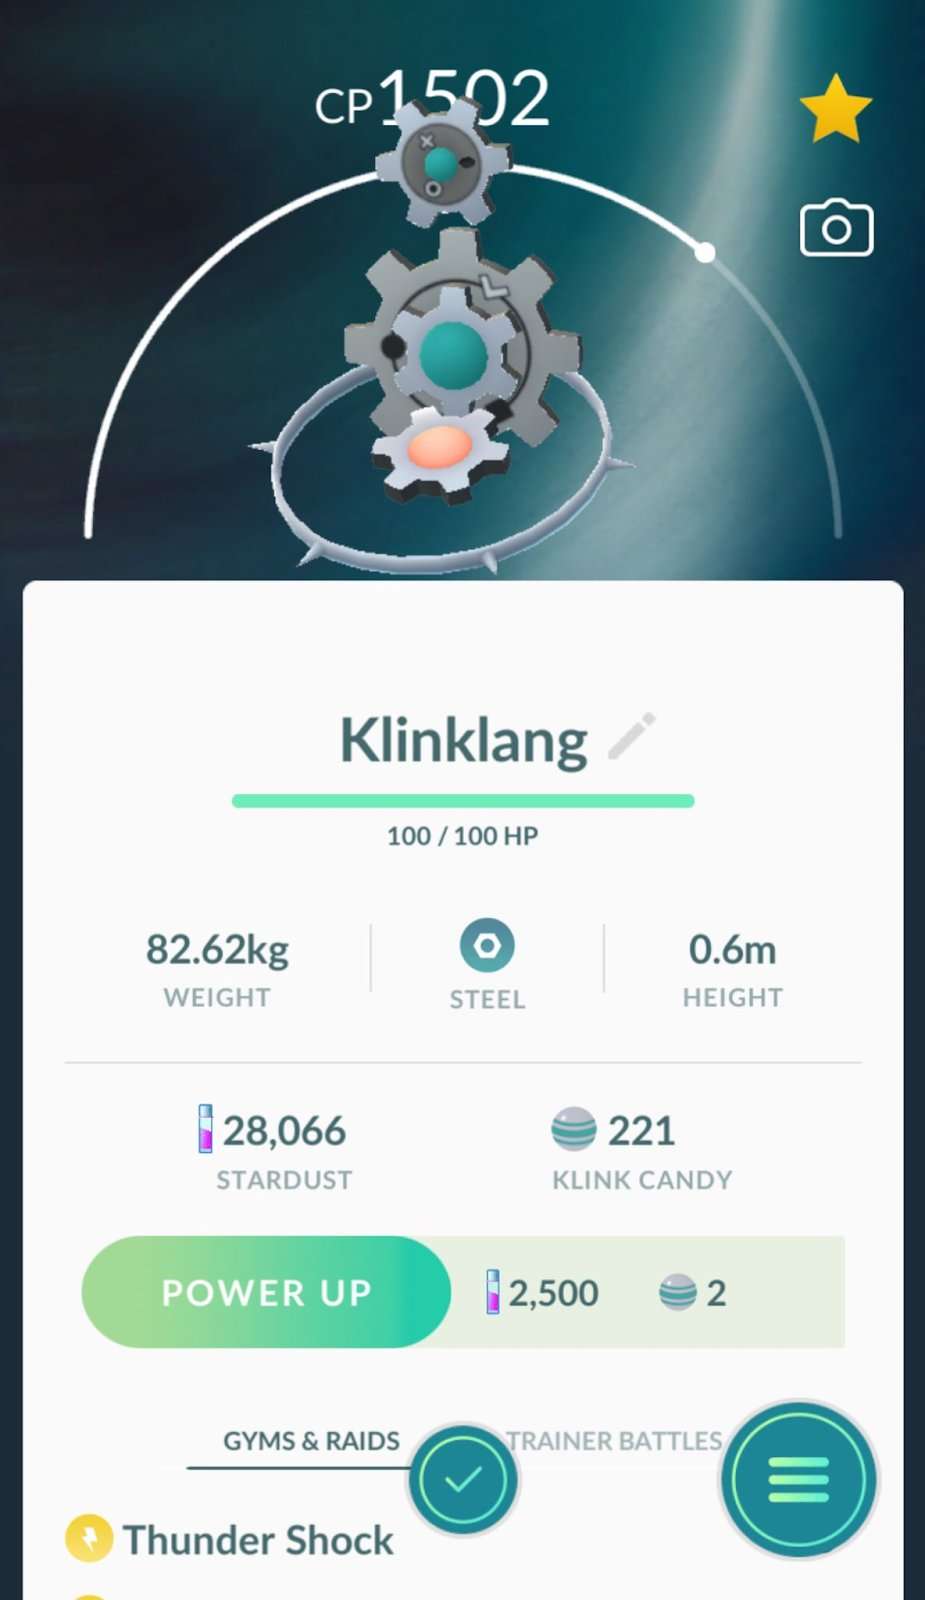 CP1502
Klinklang
100 / 100 HP
82.62kg
WEIGHT
STEEL
0.6m
HEIGHT
28,066
STARDUST
221
KLINK CANDY
POWER UP
2,500
2
GYMS & RAIDS
TRAINER BATTLES
Thunder Shock